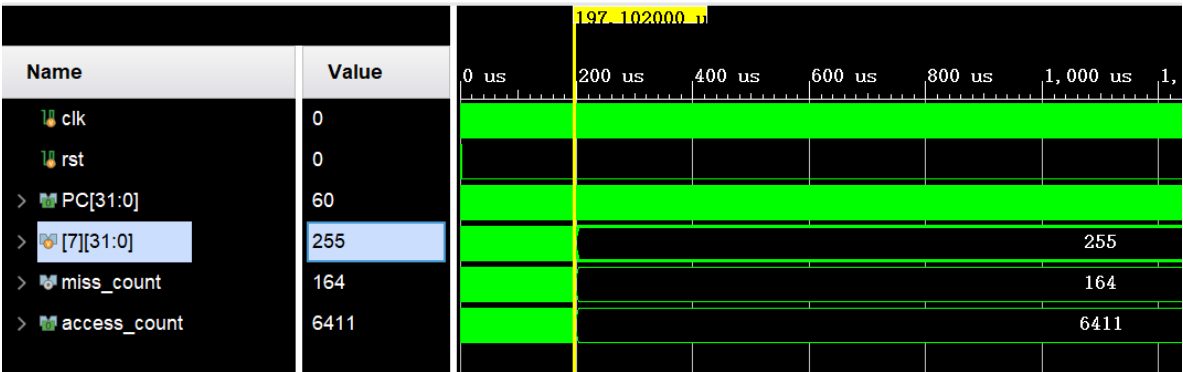 197.102000 u
Name Value 0 us 200 us 400 us 600 us 800 us 1,000 us 1,
clk 0
rst 0
PC[31:0] 60
[7][31:0] 255 255
miss_count 164 164
access_count 6411 6411